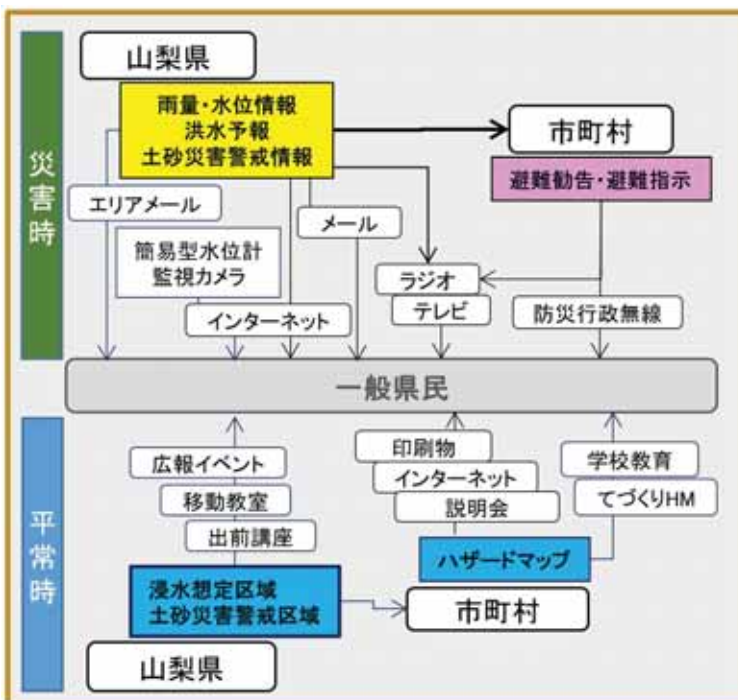 災害時
山梨県
雨量・水位情報
洪水予報
土砂災害警戒情報
市町村
避難勧告・避難指示
エリアメール
メール
簡易型水位計
監視カメラ
インターネット
ラジオ
テレビ
防災行政無線
一般県民
平常時
広報イベント
移動教室
出前講座
印刷物
インターネット
説明会
学校教育
てづくりHM
ハザードマップ
浸水想定区域
土砂災害警戒区域
市町村
山梨県